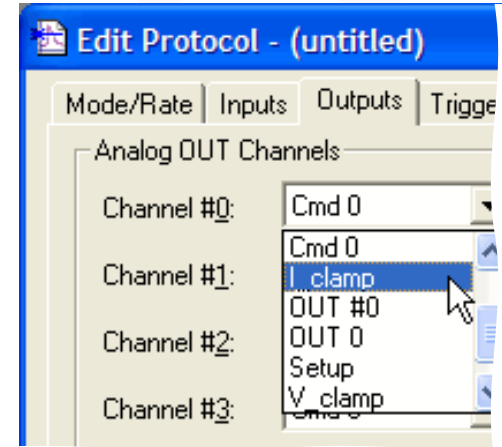 Edit Protocol - (untitled)
Mode/Rate Inputs Outputs Trigge
Analog OUT Channels
Channel #0: Cmd 0
Cmd 0
Channel #1: I_clamp
OUT #0
Channel #2: OUT 0
Setup
Channel #3: V_clamp